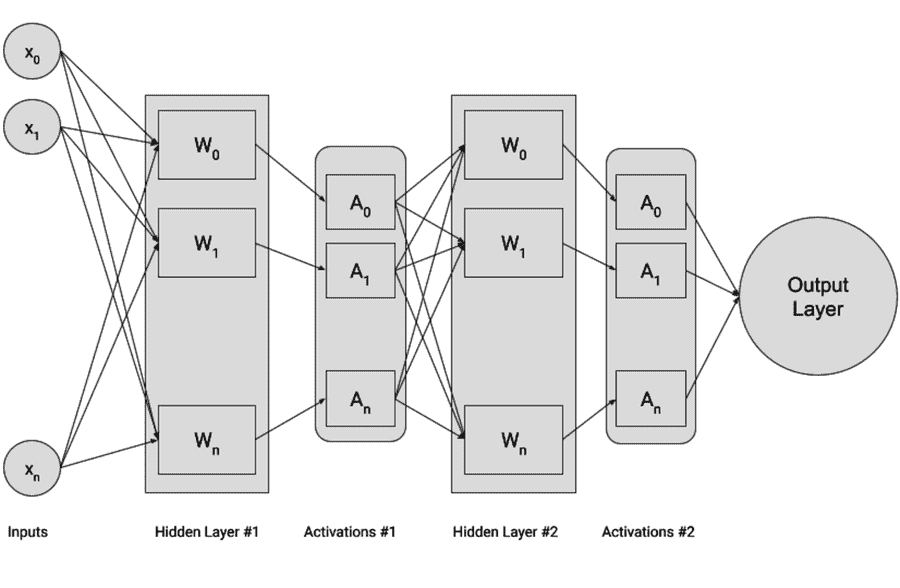 x0
x1
xn
W0
W1
Wn
A0
A1
An
W0
W1
Wn
A0
A1
An
Output
Layer
Inputs
Hidden Layer #1
Activations #1
Hidden Layer #2
Activations #2